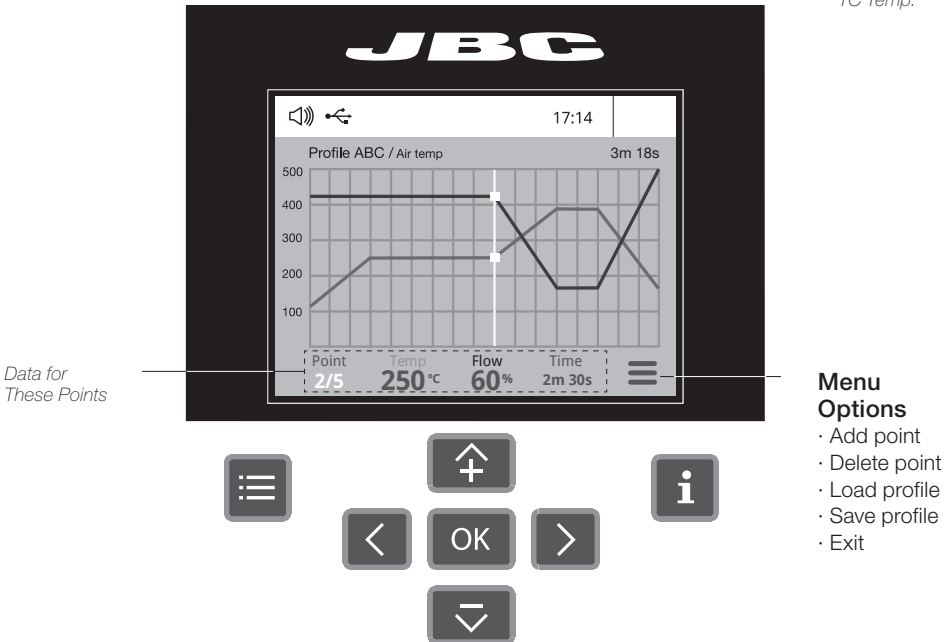 TC Temp.
JBC
17:14
Profile ABC / Air temp 3m 18s
500
400
300
200
100
Point Temp Flow Time
2/5 250 ºC 60 % 2m 30s
Data for
These Points
Menu
Options
· Add point
· Delete point
· Load profile
· Save profile
· Exit
OK
i